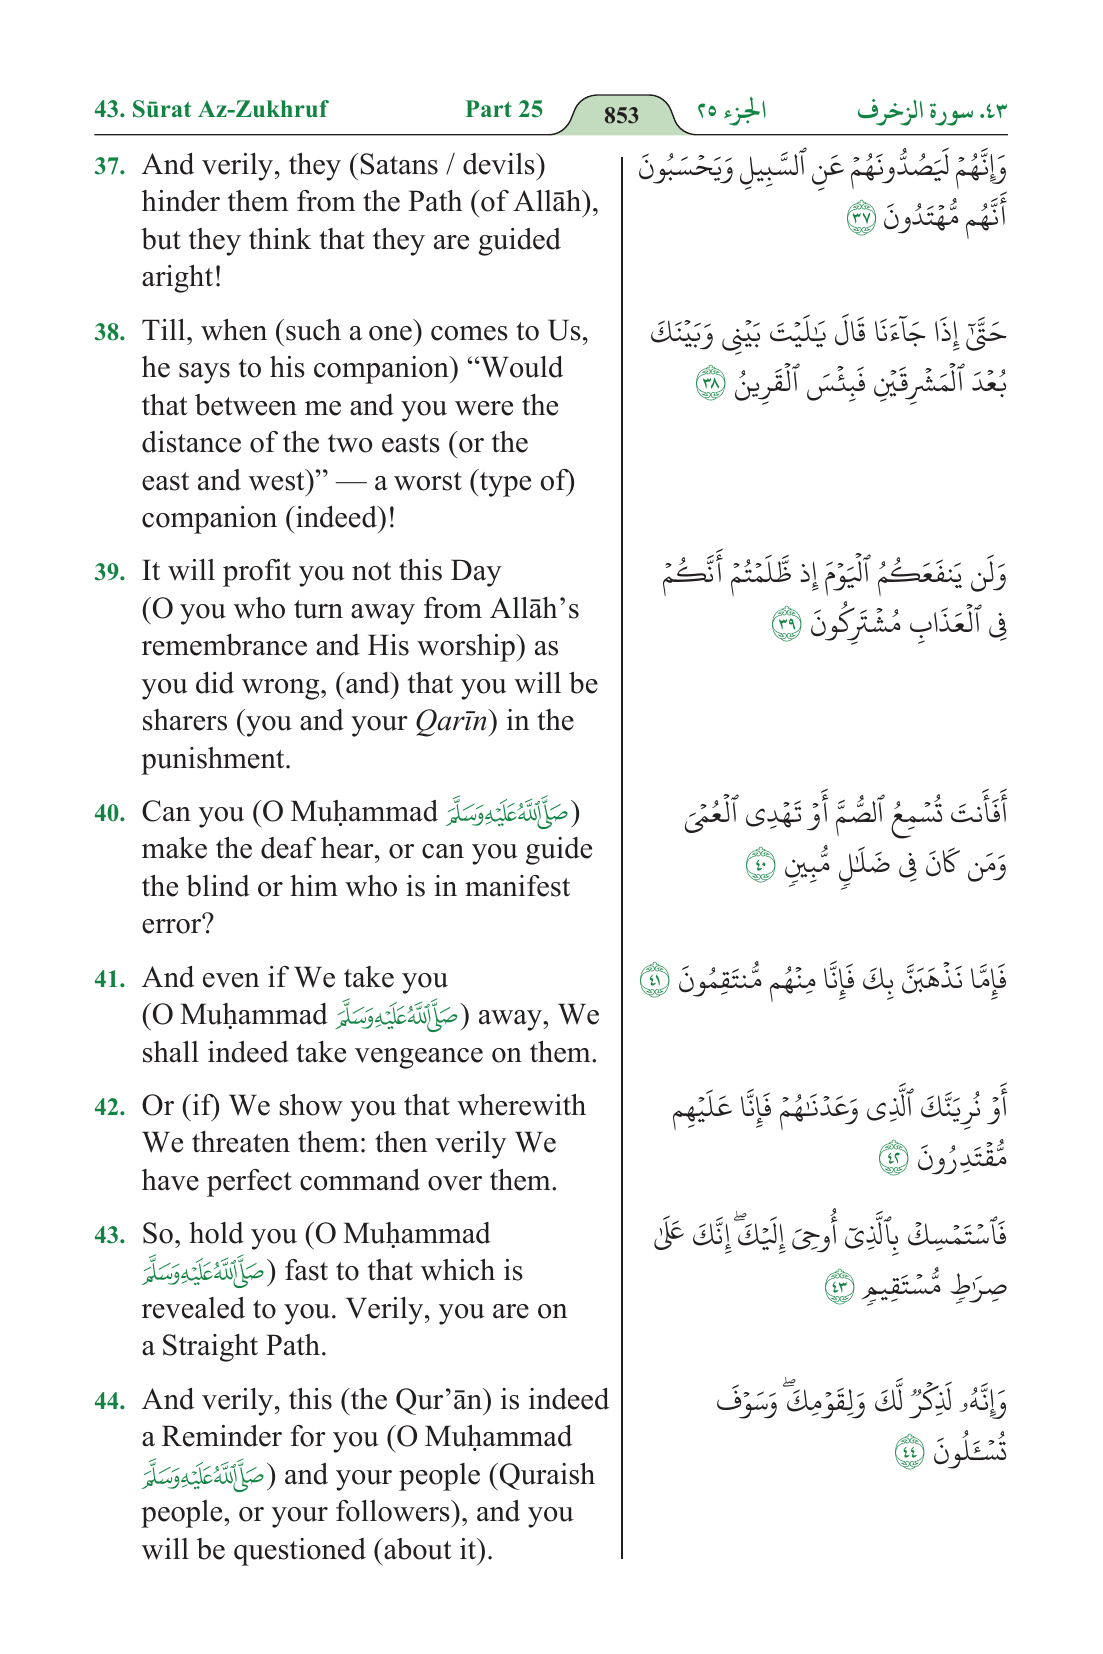 43. Sūrat Az-Zukhruf Part 25 853 الجزء ٢٥ ٤٣. سورة الزخرف
37. And verily, they (Satans / devils)
hinder them from the Path (of Allāh),
but they think that they are guided
aright!
38. Till, when (such a one) comes to Us,
he says to his companion) “Would
that between me and you were the
distance of the two easts (or the
east and west)” — a worst (type of)
companion (indeed)!
39. It will profit you not this Day
(O you who turn away from Allāh’s
remembrance and His worship) as
you did wrong, (and) that you will be
sharers (you and your Qarīn) in the
punishment.
40. Can you (O Muḥammad صَلَّى ٱللَّهُ عَلَيْهِ وَسَلَّمَ)
make the deaf hear, or can you guide
the blind or him who is in manifest
error?
41. And even if We take you
(O Muḥammad صَلَّى ٱللَّهُ عَلَيْهِ وَسَلَّمَ) away, We
shall indeed take vengeance on them.
42. Or (if) We show you that wherewith
We threaten them: then verily We
have perfect command over them.
43. So, hold you (O Muḥammad
صَلَّى ٱللَّهُ عَلَيْهِ وَسَلَّمَ) fast to that which is
revealed to you. Verily, you are on
a Straight Path.
44. And verily, this (the Qur’ān) is indeed
a Reminder for you (O Muḥammad
صَلَّى ٱللَّهُ عَلَيْهِ وَسَلَّمَ) and your people (Quraish
people, or your followers), and you
will be questioned (about it).
وَإِنَّهُمْ لَيَصُدُّونَهُمْ عَنِ ٱلسَّبِيلِ وَيَحْسَبُونَ
أَنَّهُم مُّهْتَدُونَ ٣٧
حَتَّىٰٓ إِذَا جَآءَنَا قَالَ يَٰلَيْتَ بَيْنِى وَبَيْنَكَ
بُعْدَ ٱلْمَشْرِقَيْنِ فَبِئْسَ ٱلْقَرِينُ ٣٨
وَلَن يَنفَعَكُمُ ٱلْيَوْمَ إِذ ظَّلَمْتُمْ أَنَّكُمْ
فِى ٱلْعَذَابِ مُشْتَرِكُونَ ٣٩
أَفَأَنتَ تُسْمِعُ ٱلصُّمَّ أَوْ تَهْدِى ٱلْعُمْىَ
وَمَن كَانَ فِى ضَلَٰلٍ مُّبِينٍ ٤٠
فَإِمَّا نَذْهَبَنَّ بِكَ فَإِنَّا مِنْهُم مُّنتَقِمُونَ ٤١
أَوْ نُرِيَنَّكَ ٱلَّذِى وَعَدْنَٰهُمْ فَإِنَّا عَلَيْهِم
مُّقْتَدِرُونَ ٤٢
فَٱسْتَمْسِكْ بِٱلَّذِىٓ أُوحِىَ إِلَيْكَ ۖ إِنَّكَ عَلَىٰ
صِرَٰطٍ مُّسْتَقِيمٍ ٤٣
وَإِنَّهُۥ لَذِكْرٌ لَّكَ وَلِقَوْمِكَ ۖ وَسَوْفَ
تُسْـَٔلُونَ ٤٤